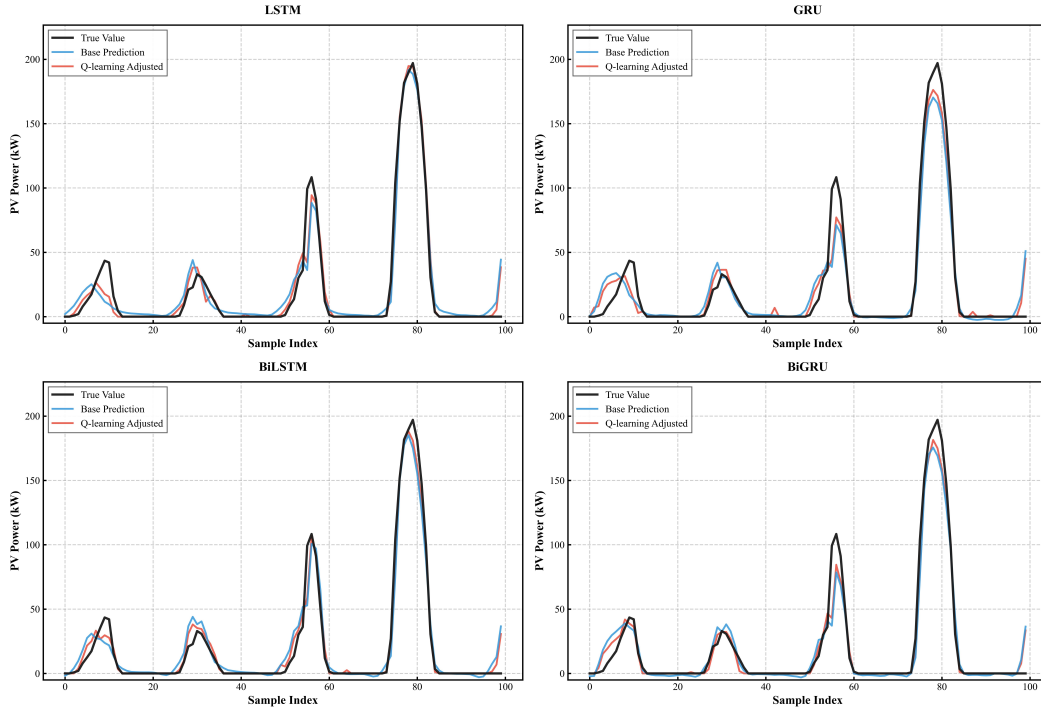 LSTM
True Value
Base Prediction
Q-learning Adjusted
PV Power (kW)
200
150
100
50
0
0 20 40 60 80 100
Sample Index
GRU
True Value
Base Prediction
Q-learning Adjusted
PV Power (kW)
200
150
100
50
0
0 20 40 60 80 100
Sample Index
BiLSTM
True Value
Base Prediction
Q-learning Adjusted
PV Power (kW)
200
150
100
50
0
0 20 40 60 80 100
Sample Index
BiGRU
True Value
Base Prediction
Q-learning Adjusted
PV Power (kW)
200
150
100
50
0
0 20 40 60 80 100
Sample Index